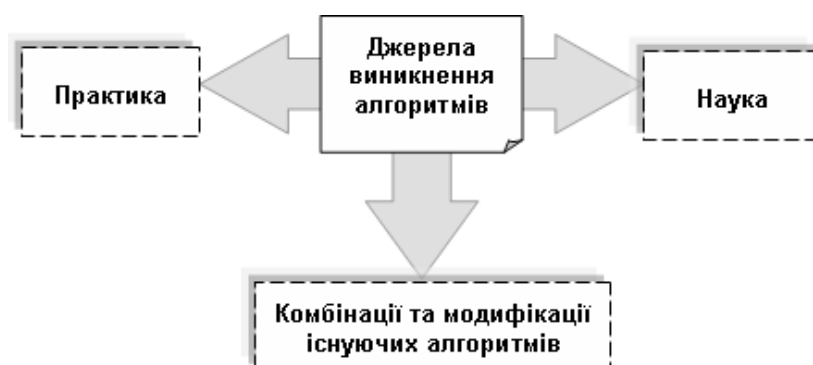 Джерела
виникнення
алгоритмів
Практика
Наука
Комбінації та модифікації
існуючих алгоритмів